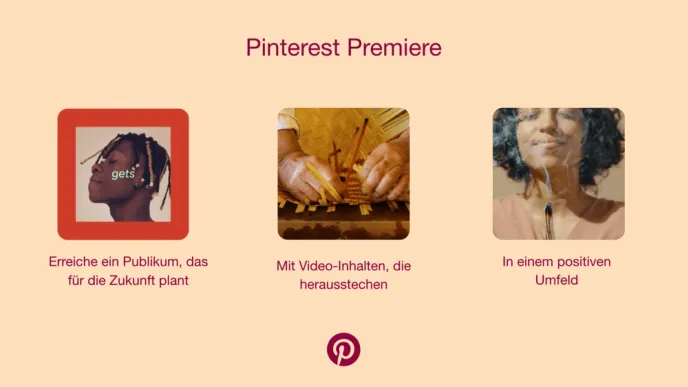 Pinterest Premiere
gets
Erreiche ein Publikum, das
für die Zukunft plant
Mit Video-Inhalten, die
herausstechen
In einem positiven
Umfeld